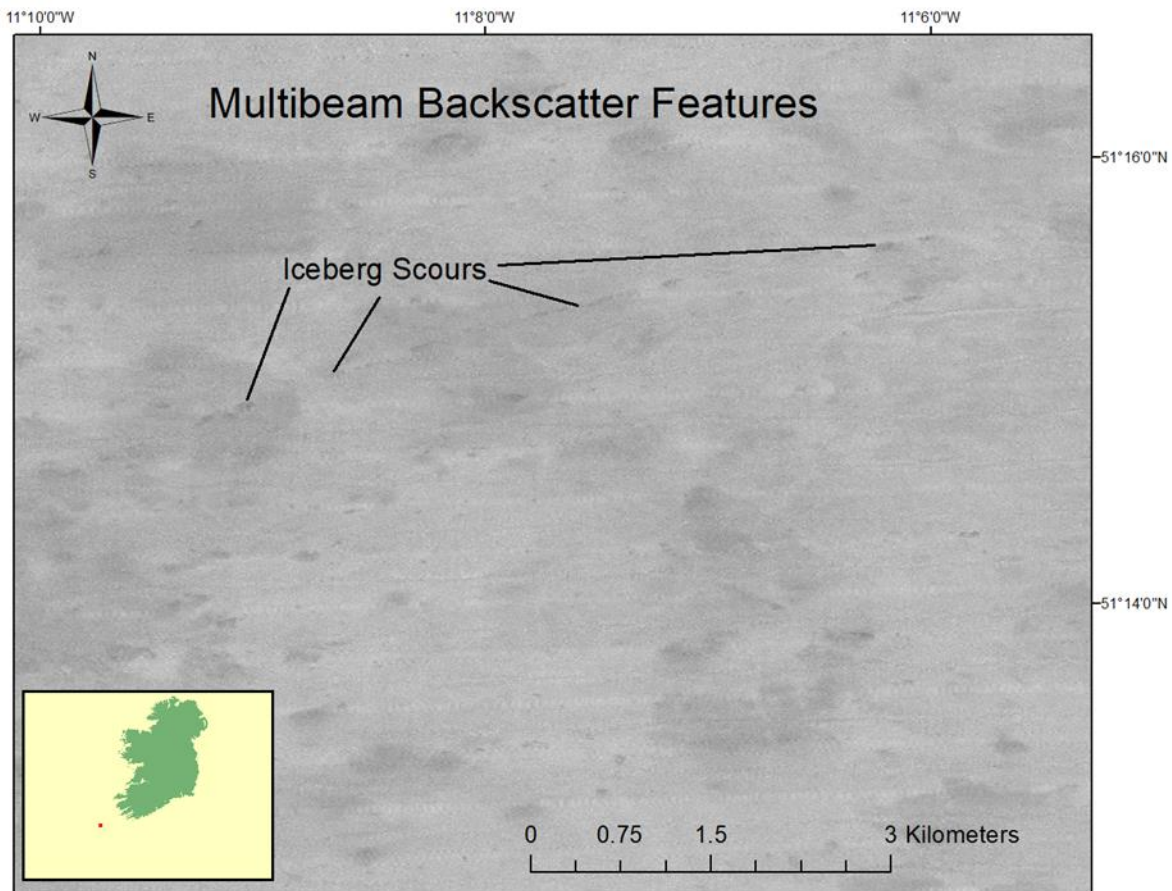 11°10'0"W 11°8'0"W 11°6'0"W
N
W E
S
Multibeam Backscatter Features
51°16'0"N
Iceberg Scours
51°14'0"N
0 0.75 1.5 3 Kilometers